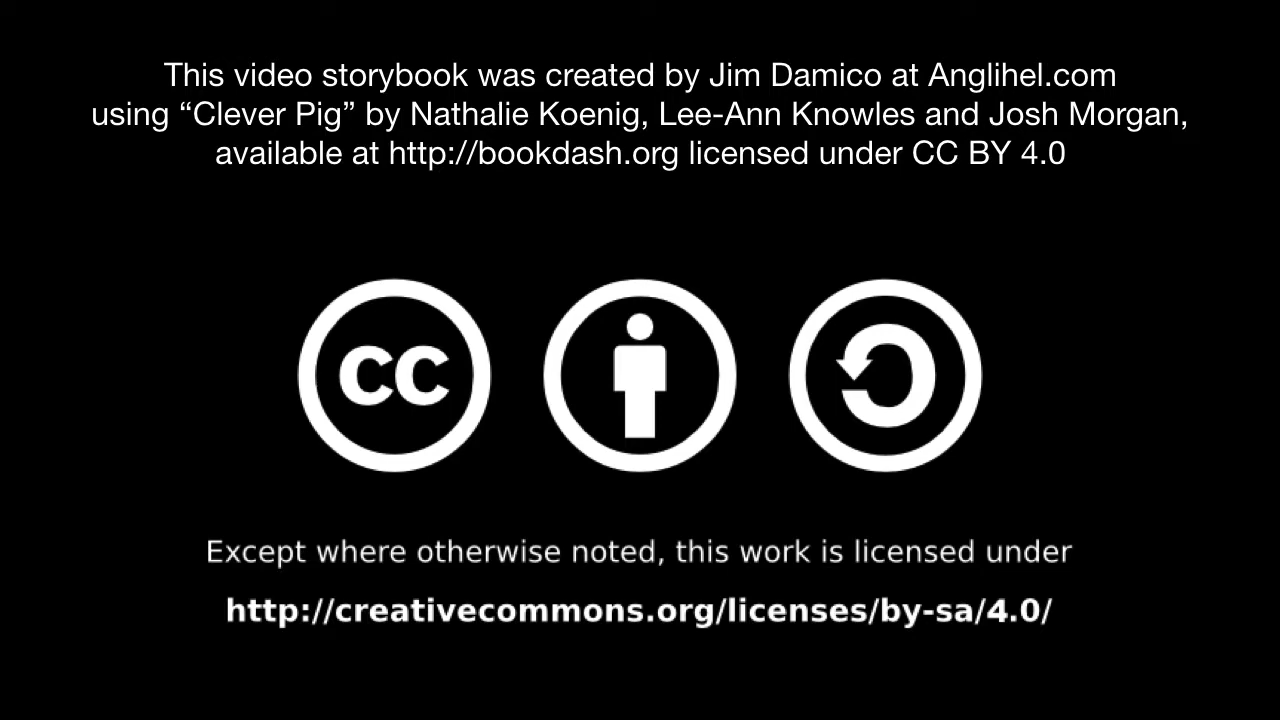 This video storybook was created by Jim Damico at Anglihel.com
using “Clever Pig” by Nathalie Koenig, Lee-Ann Knowles and Josh Morgan,
available at http://bookdash.org licensed under CC BY 4.0
cc
Except where otherwise noted, this work is licensed under
http://creativecommons.org/licenses/by-sa/4.0/